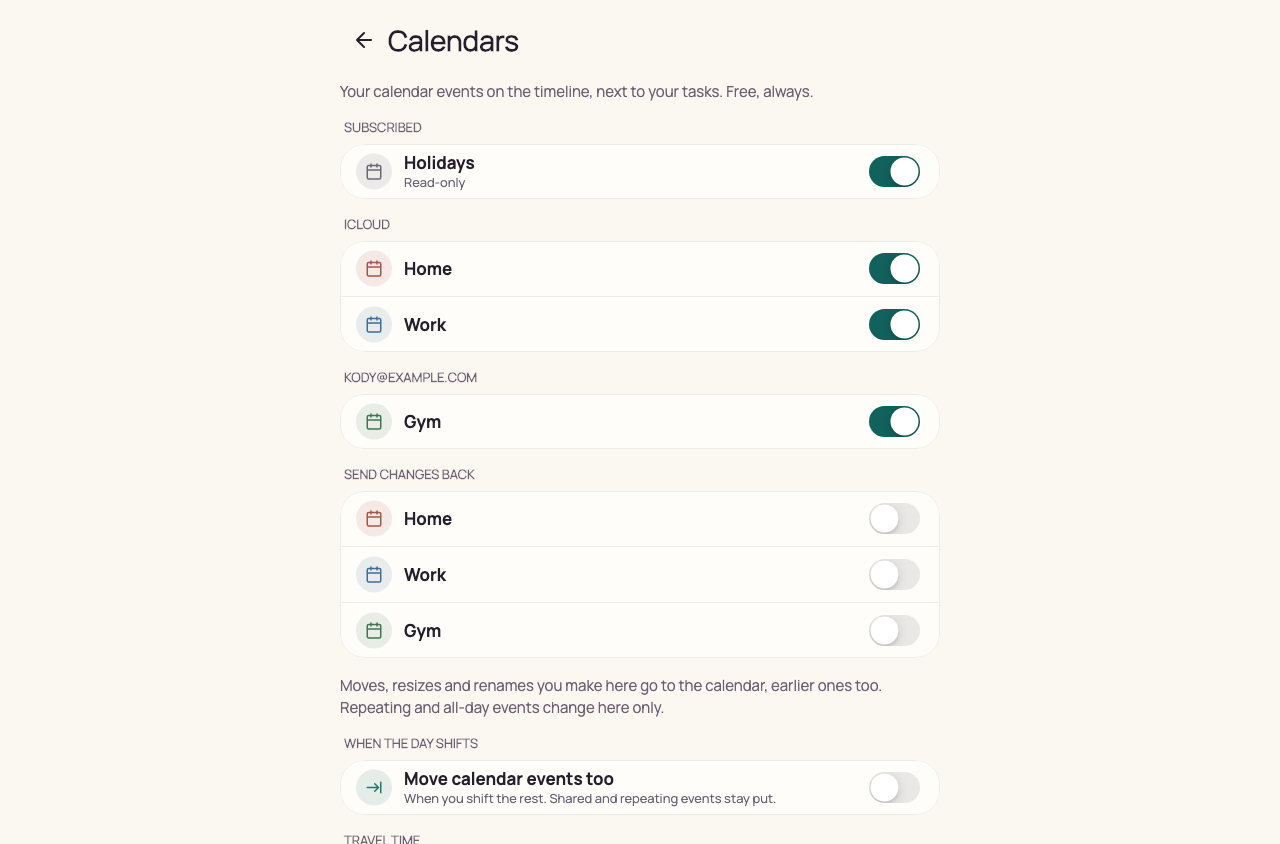 Calendars
Your calendar events on the timeline, next to your tasks. Free, always.
SUBSCRIBED
Holidays
Read-only
ICLOUD
Home
Work
KODY@EXAMPLE.COM
Gym
SEND CHANGES BACK
Home
Work
Gym
Moves, resizes and renames you make here go to the calendar, earlier ones too.
Repeating and all-day events change here only.
WHEN THE DAY SHIFTS
Move calendar events too
When you shift the rest. Shared and repeating events stay put.
TRAVEL TIME